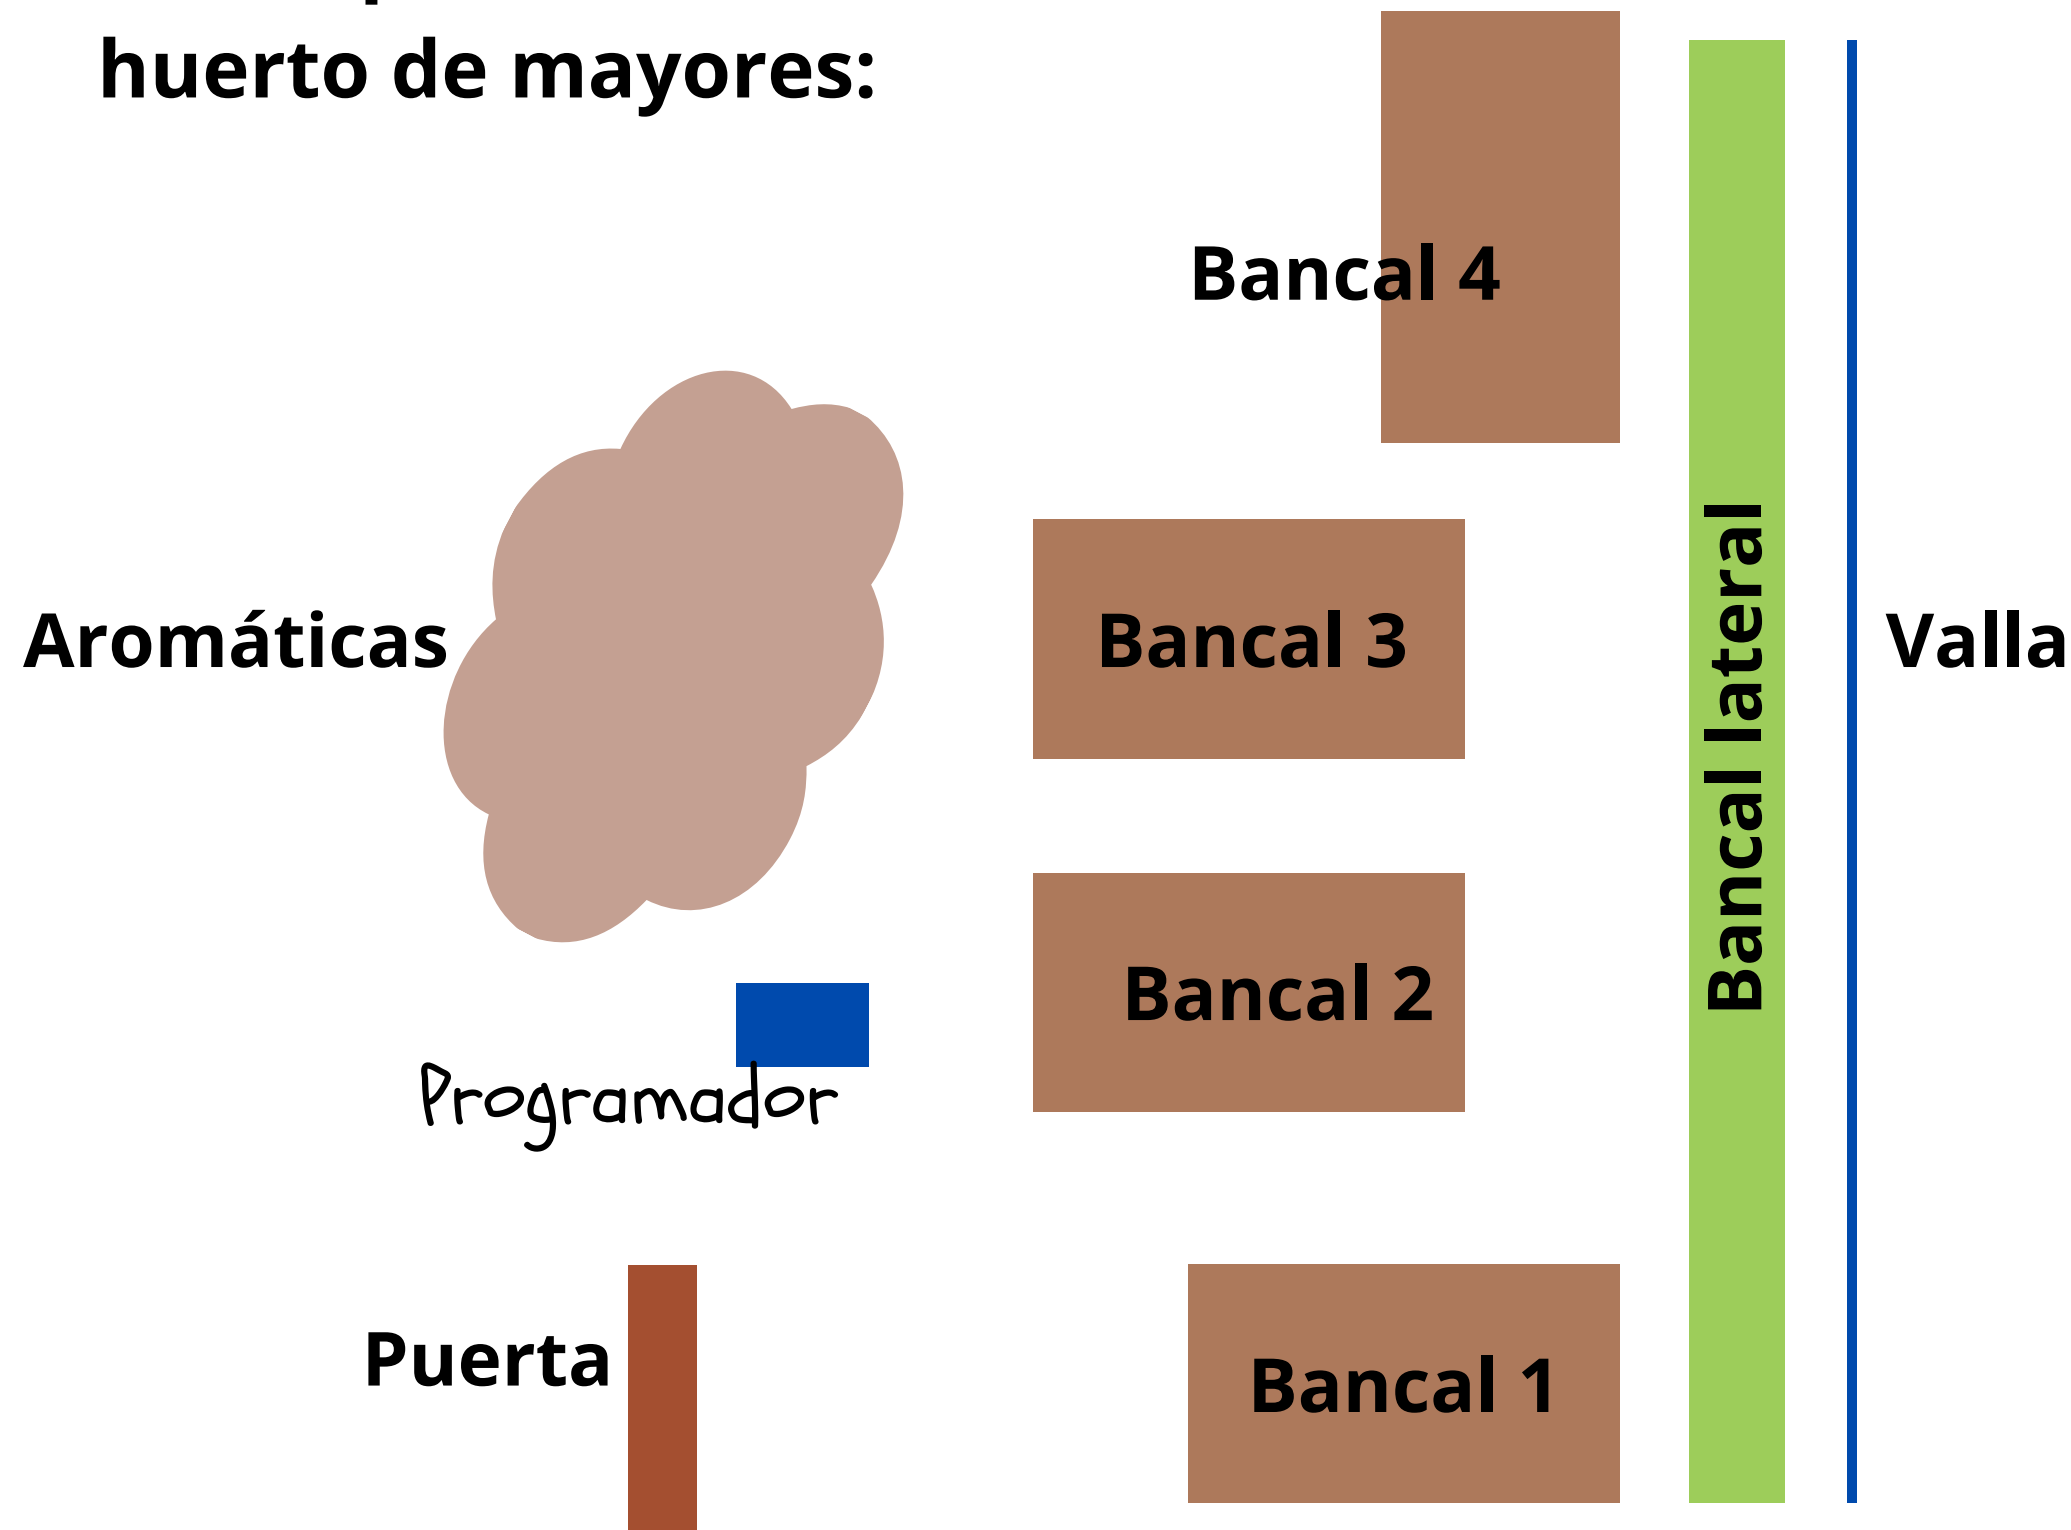 huerto de mayores:
Bancal 4
Aromáticas
Bancal 3
Bancal lateral
Valla
Bancal 2
Programador
Puerta
Bancal 1